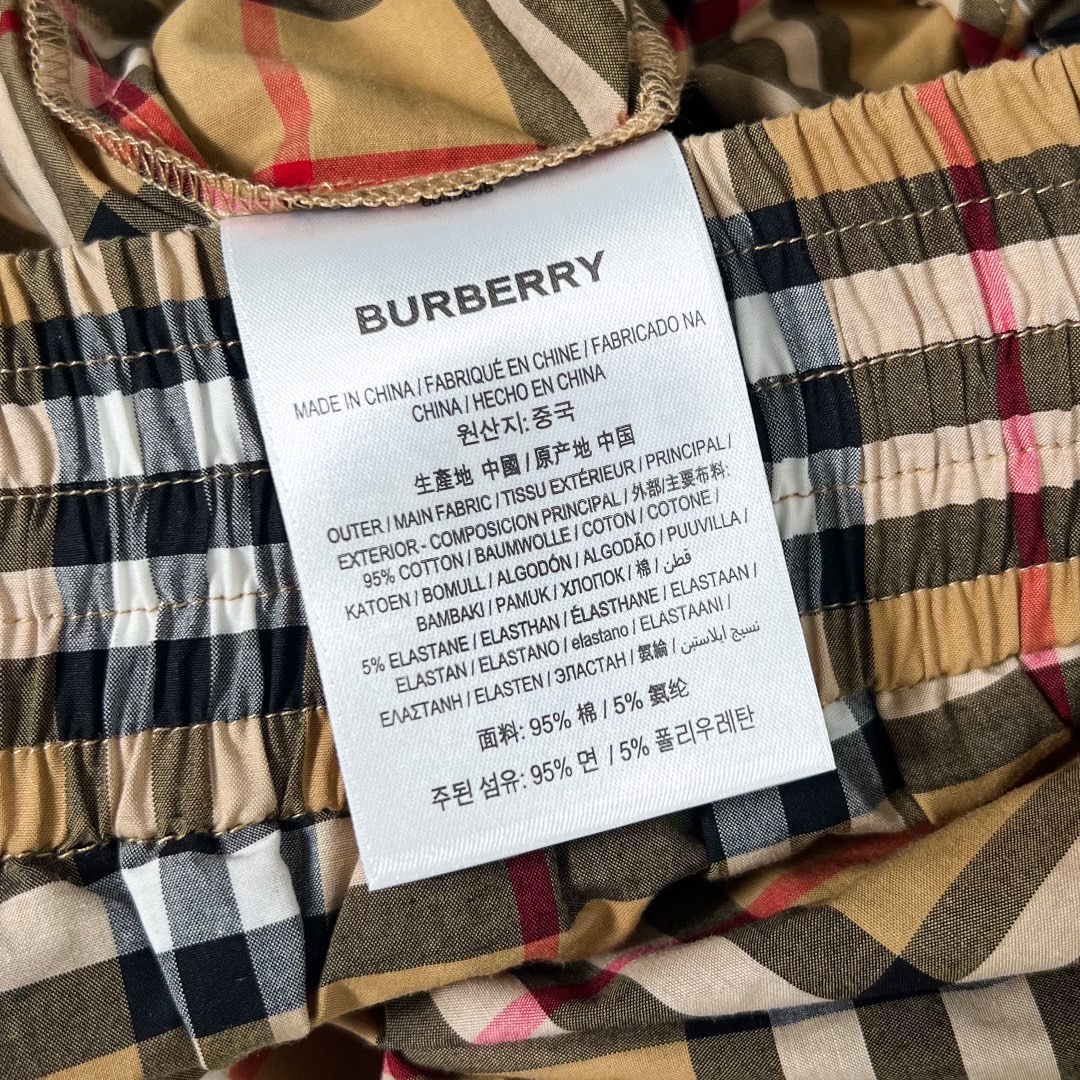 BURBERRY
MADE IN CHINA / FABRIQUÉ EN CHINE / FABRICADO NA
CHINA / HECHO EN CHINA
원산지: 중국
生產地 中國 / 原产地 中国
OUTER / MAIN FABRIC / TISSU EXTÉRIEUR / PRINCIPAL /
EXTERIOR - COMPOSICION PRINCIPAL / 外部/主要布料:
95% COTTON / BAUMWOLLE / COTON / COTONE /
KATOEN / BOMULL / ALGODÓN / ALGODÃO / PUUVILLA /
BAMBAKI / PAMUK / ХЛОПОК / 棉 / قطن /
5% ELASTANE / ELASTHAN / ÉLASTHANE / ELASTAAN /
ELASTAN / ELASTANO / elastano / ELASTAANI /
ΕΛΑΣΤΑΝΗ / ELASTEN / ЭЛАСТАН / 氨綸 / نسيج ايلاستين /
面料: 95% 棉 / 5% 氨纶
주된 섬유: 95% 면 / 5% 폴리우레탄